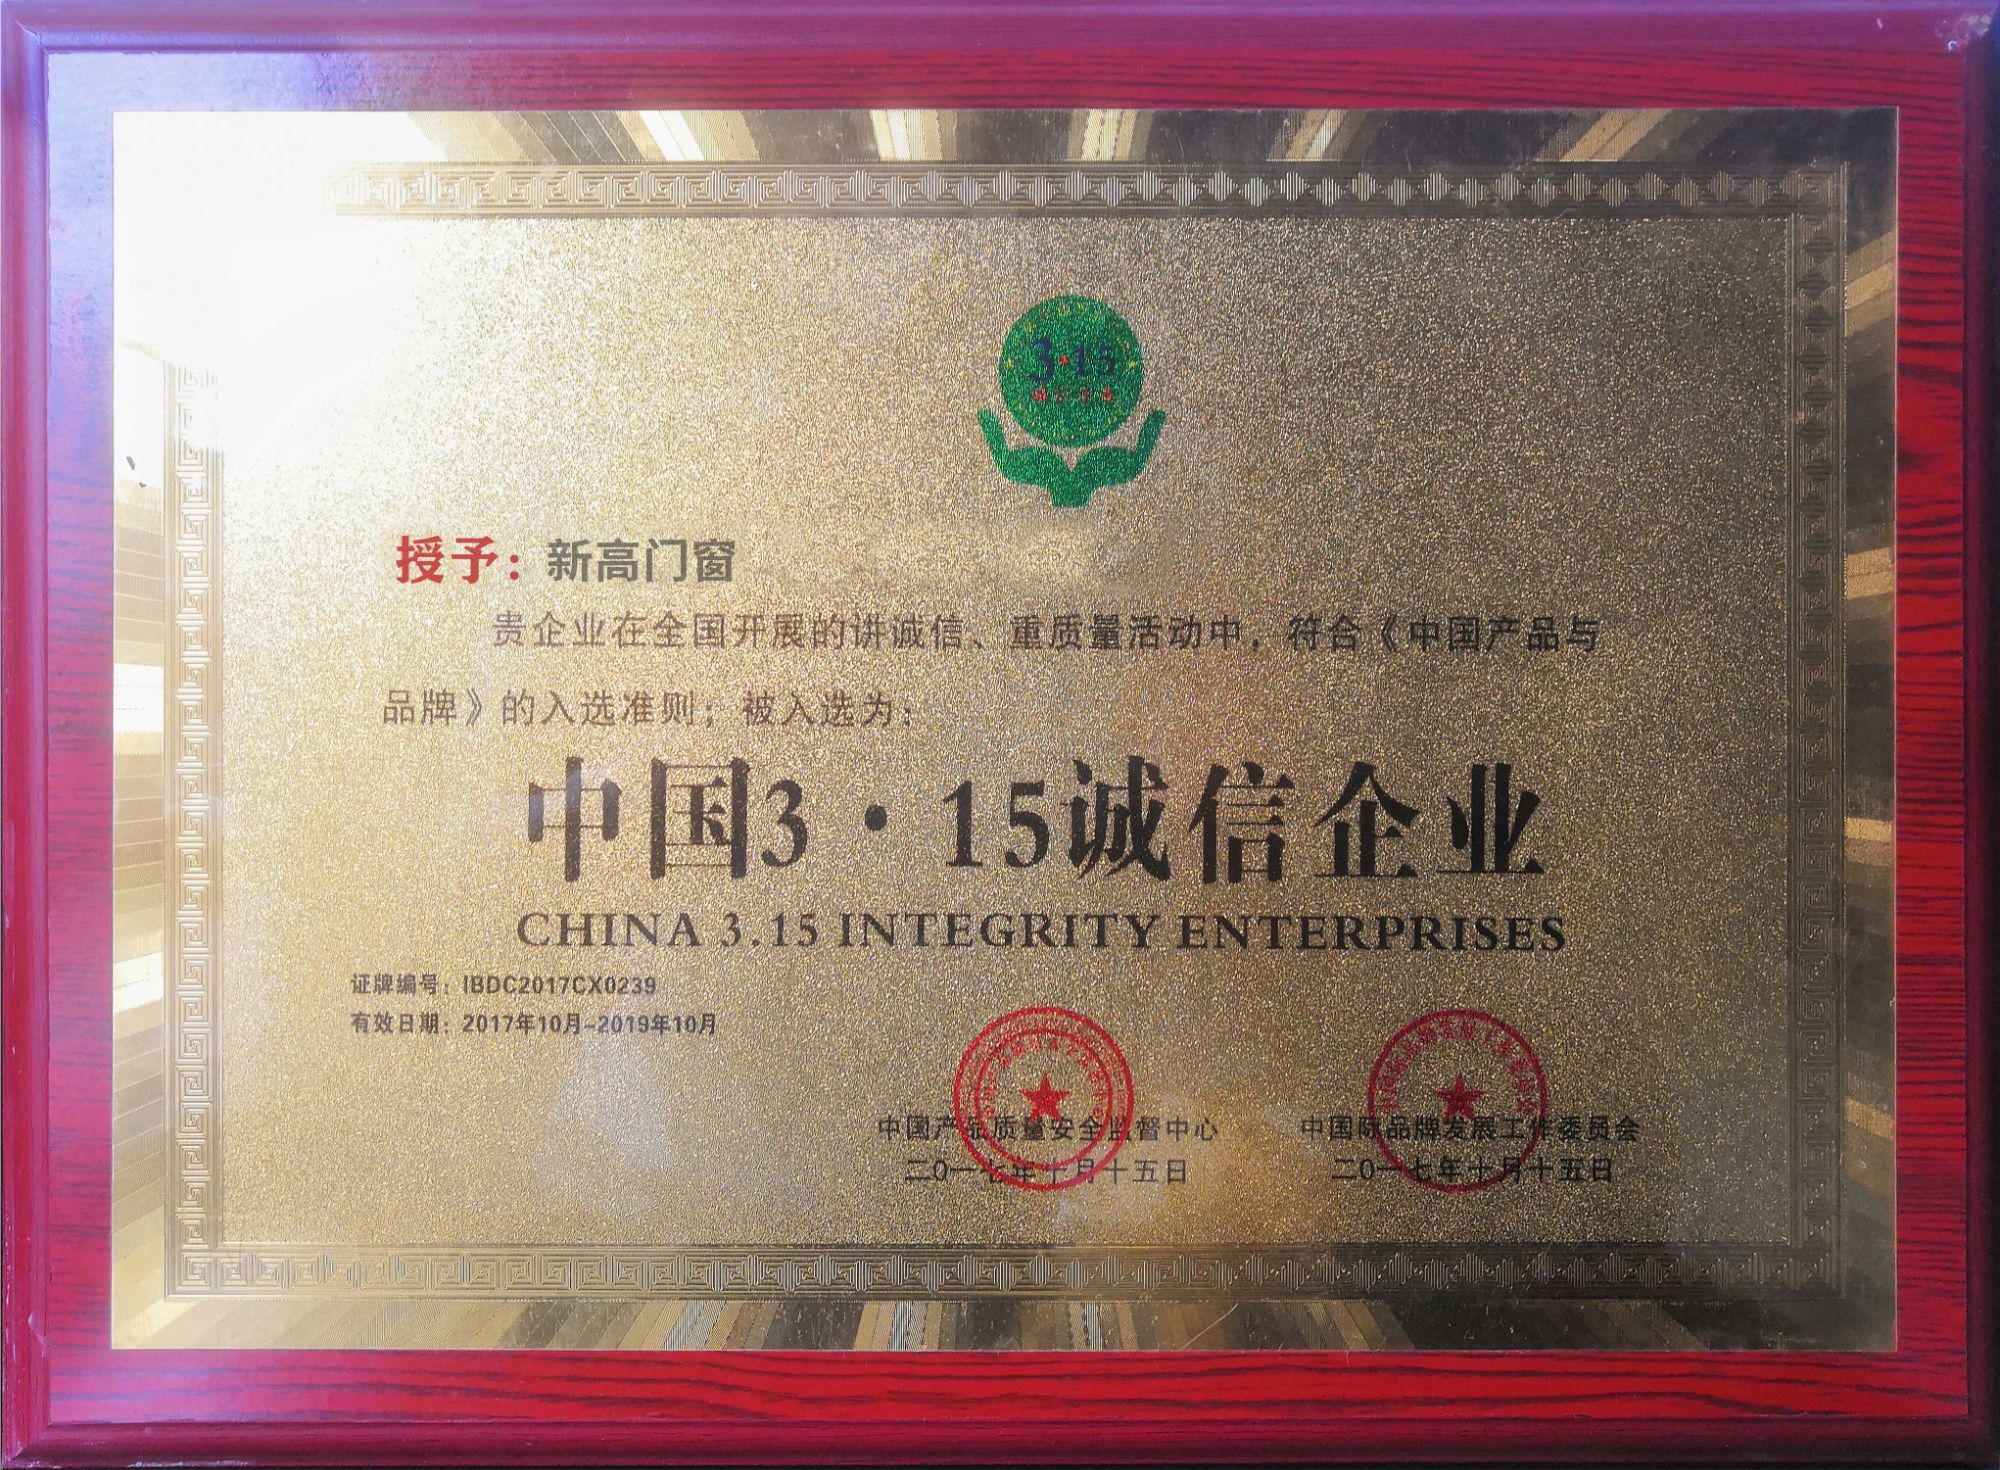 3·15
授予：新高门窗
贵企业在全国开展的讲诚信、重质量活动中，符合《中国产品与
品牌》的入选准则；被入选为：
中国3·15诚信企业
CHINA 3.15 INTEGRITY ENTERPRISES
证牌编号：IBDC2017CX0239
有效日期：2017年10月-2019年10月
中国产品质量安全监督中心
二0一七年十月十五日
中国际品牌发展工作委员会
二0一七年十月十五日